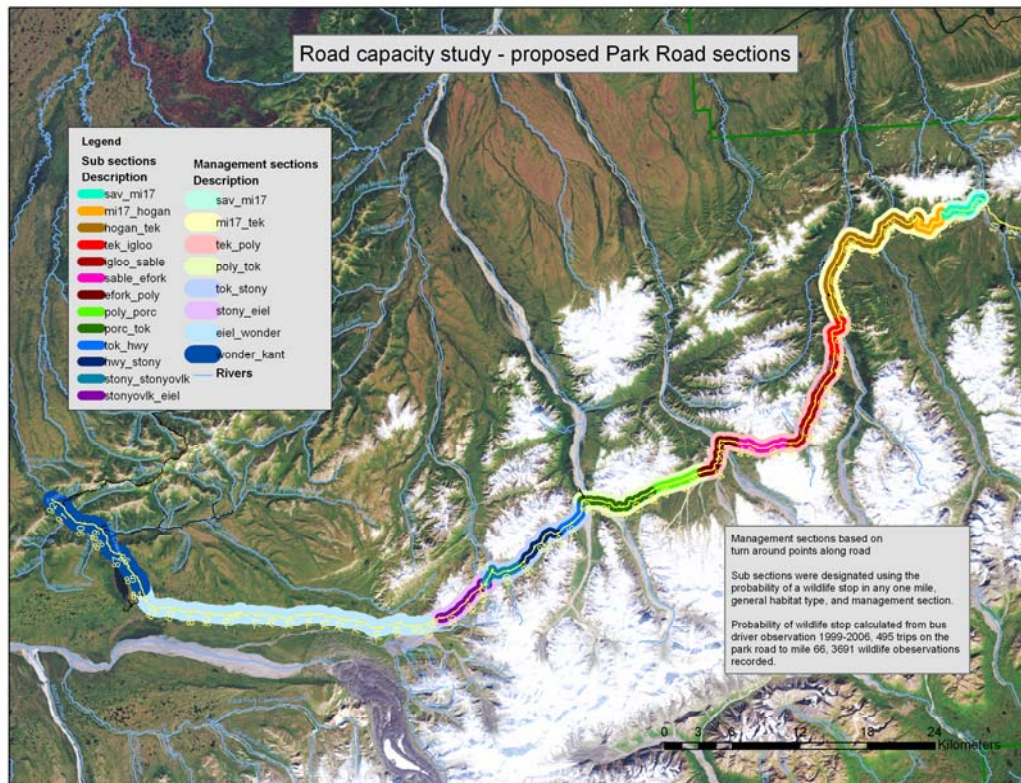 Road capacity study - proposed Park Road sections
Legend
Sub sections
Description
sav_mi17
mi17_hogan
hogan_tek
tek_igloo
igloo_sable
sable_efork
efork_poly
poly_porc
porc_tok
tok_hwy
hwy_stony
stony_stonyovlk
stonyovlk_eiel
Management sections
Description
sav_mi17
mi17_tek
tek_poly
poly_tok
tok_stony
stony_eiel
eiel_wonder
wonder_kant
Rivers
Management sections based on
turn around points along road
Sub sections were designated using the
probability of a wildlife stop in any one mile,
general habitat type, and management section.
Probability of wildlife stop calculated from bus
driver observation 1999-2006, 495 trips on the
park road to mile 66, 3691 wildlife obeservations
recorded.
0 3 6 12 18 24
Kilometers